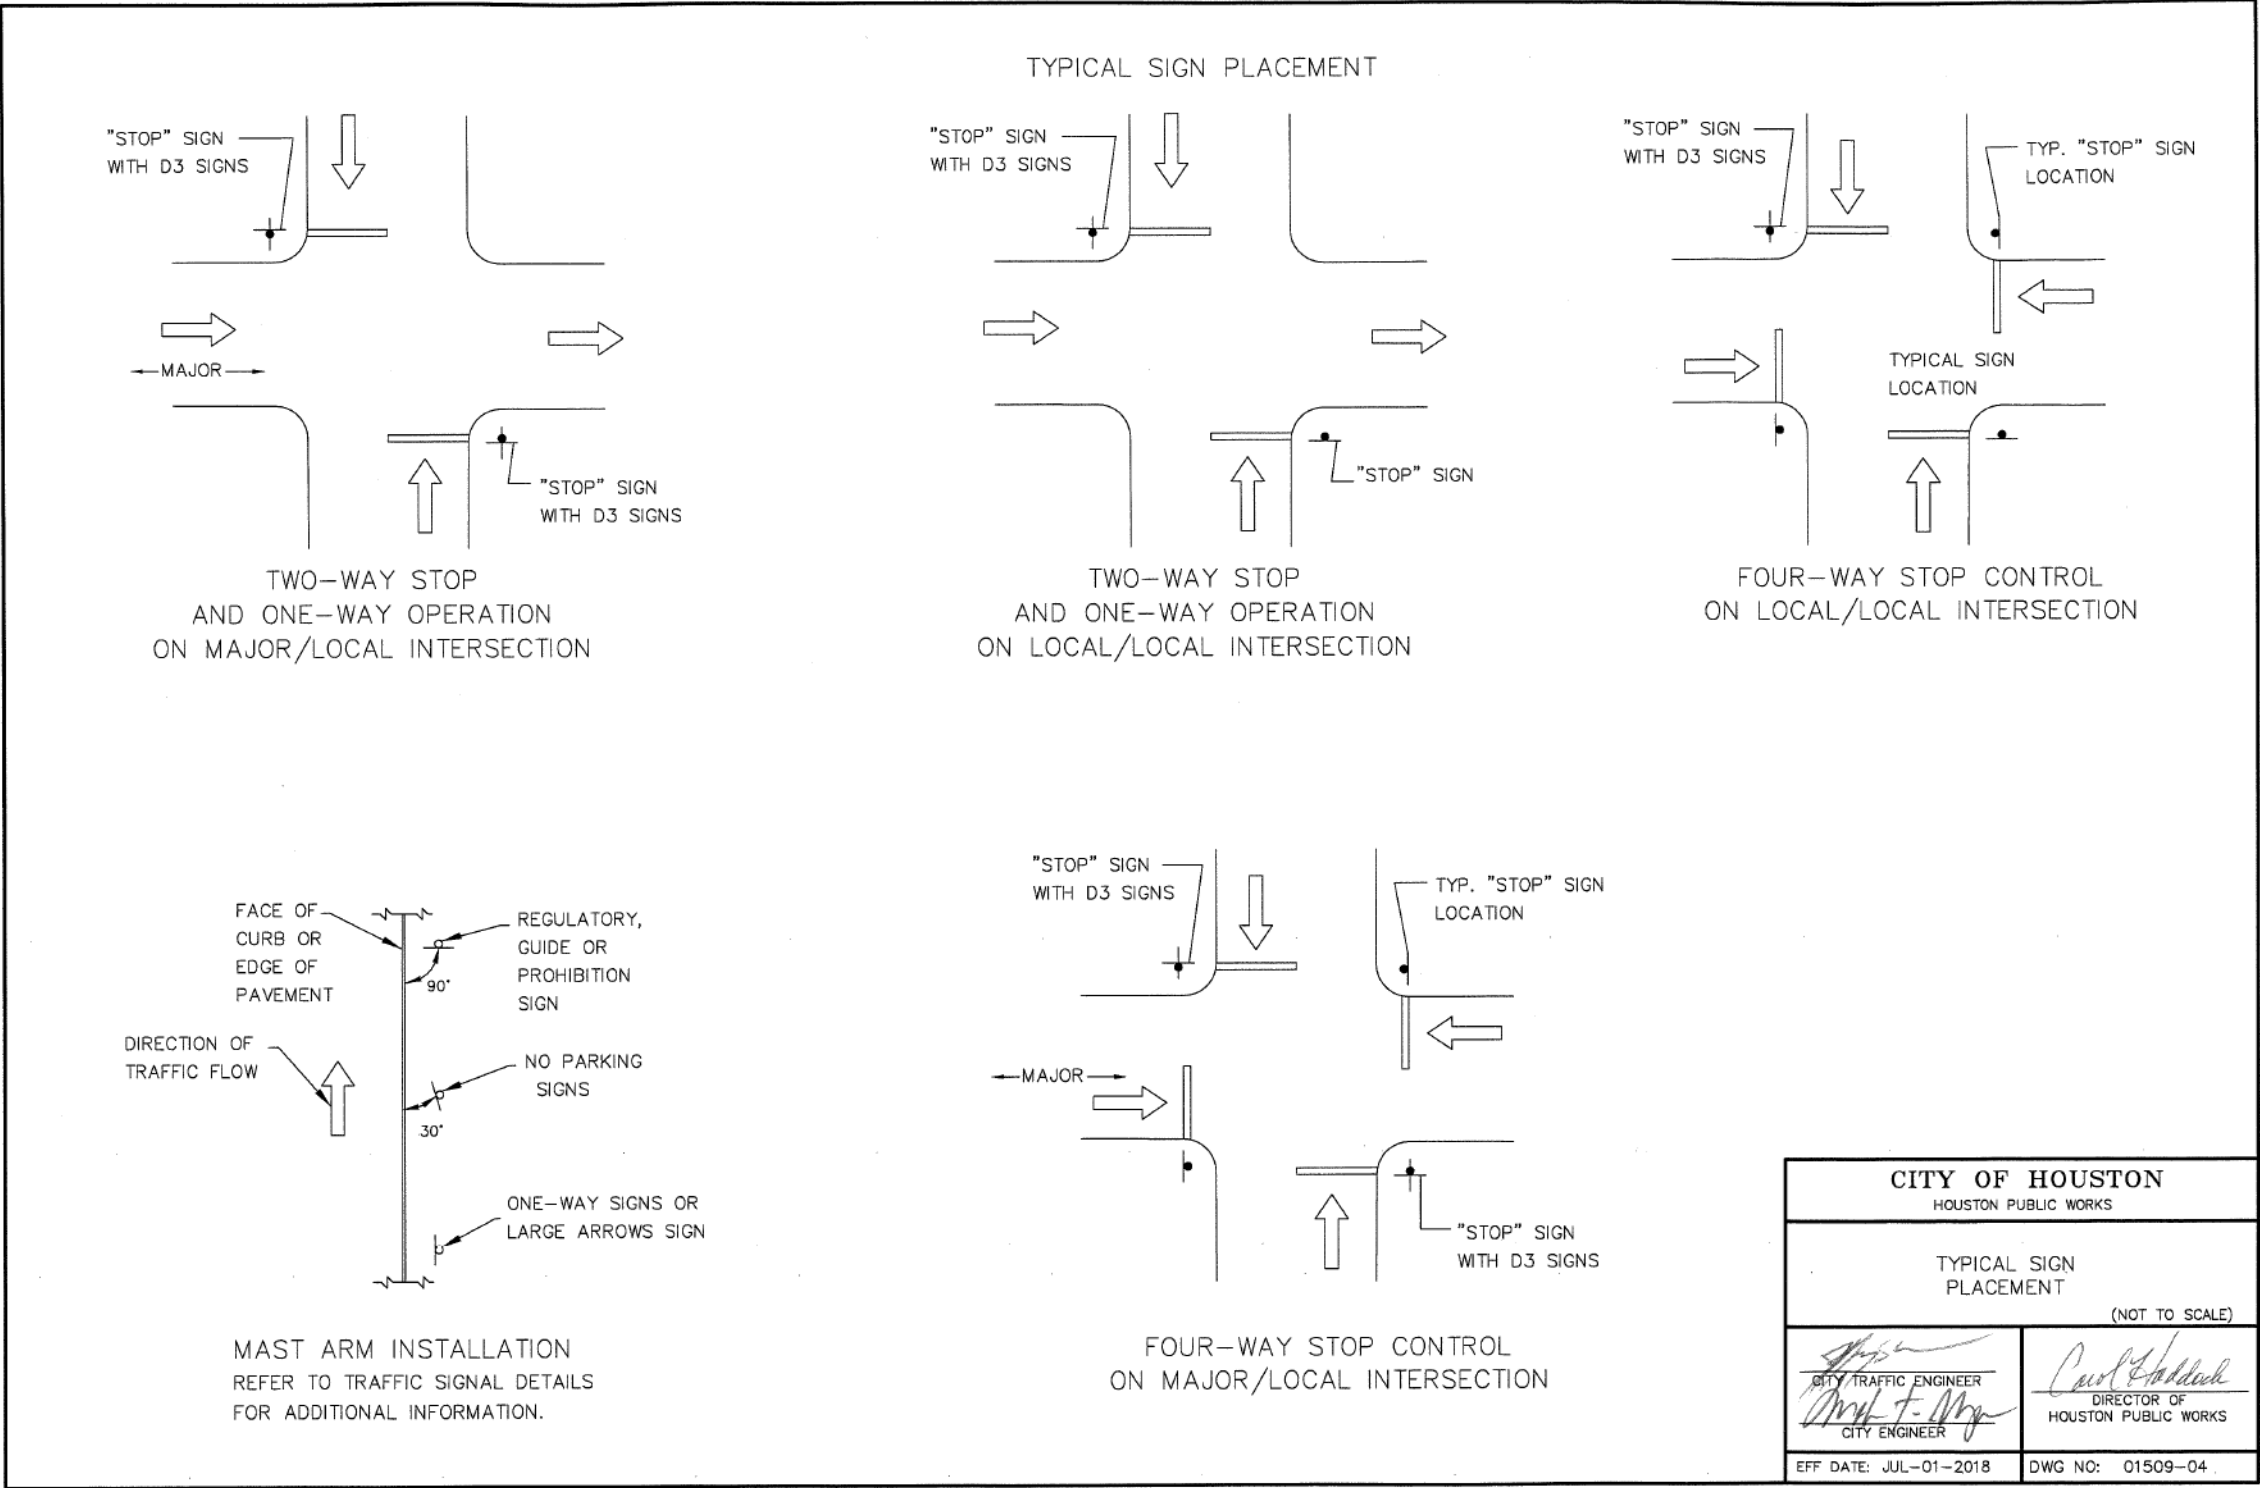 TYPICAL SIGN PLACEMENT
"STOP" SIGN
WITH D3 SIGNS
MAJOR
"STOP" SIGN
WITH D3 SIGNS
TWO-WAY STOP
AND ONE-WAY OPERATION
ON MAJOR/LOCAL INTERSECTION
"STOP" SIGN
WITH D3 SIGNS
"STOP" SIGN
TWO-WAY STOP
AND ONE-WAY OPERATION
ON LOCAL/LOCAL INTERSECTION
"STOP" SIGN
WITH D3 SIGNS
TYP. "STOP" SIGN
LOCATION
TYPICAL SIGN
LOCATION
FOUR-WAY STOP CONTROL
ON LOCAL/LOCAL INTERSECTION
FACE OF
CURB OR
EDGE OF
PAVEMENT
REGULATORY,
GUIDE OR
PROHIBITION
SIGN
90°
DIRECTION OF
TRAFFIC FLOW
NO PARKING
SIGNS
30°
ONE-WAY SIGNS OR
LARGE ARROWS SIGN
MAST ARM INSTALLATION
REFER TO TRAFFIC SIGNAL DETAILS
FOR ADDITIONAL INFORMATION.
"STOP" SIGN
WITH D3 SIGNS
TYP. "STOP" SIGN
LOCATION
MAJOR
"STOP" SIGN
WITH D3 SIGNS
FOUR-WAY STOP CONTROL
ON MAJOR/LOCAL INTERSECTION
CITY OF HOUSTON
HOUSTON PUBLIC WORKS
TYPICAL SIGN
PLACEMENT
(NOT TO SCALE)
CITY TRAFFIC ENGINEER
CITY ENGINEER
Carol Haddock
DIRECTOR OF
HOUSTON PUBLIC WORKS
EFF DATE: JUL-01-2018
DWG NO: 01509-04